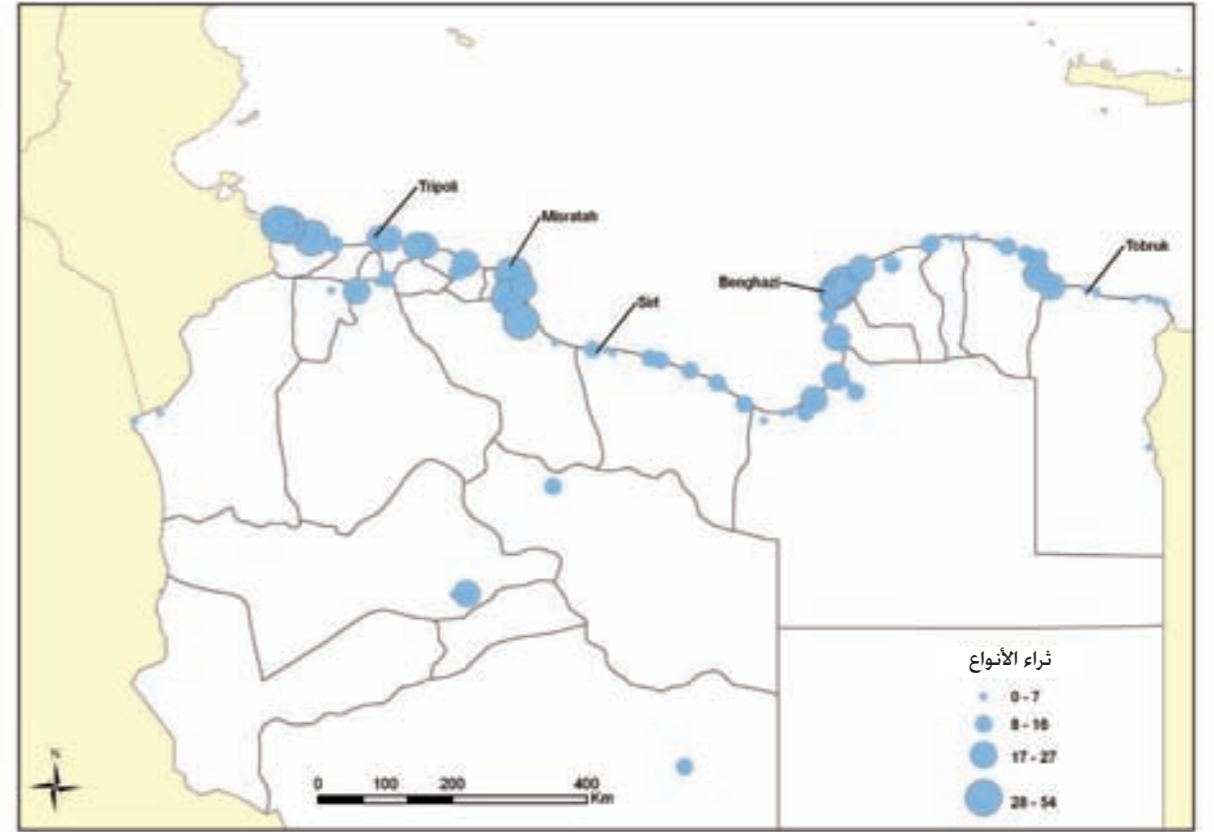 Tripoli
Misratah
Tobruk
Benghazi
Sirt
ثراء الأنواع
0 - 7
8 - 16
17 - 27
28 - 54
N
0 100 200 400
Km